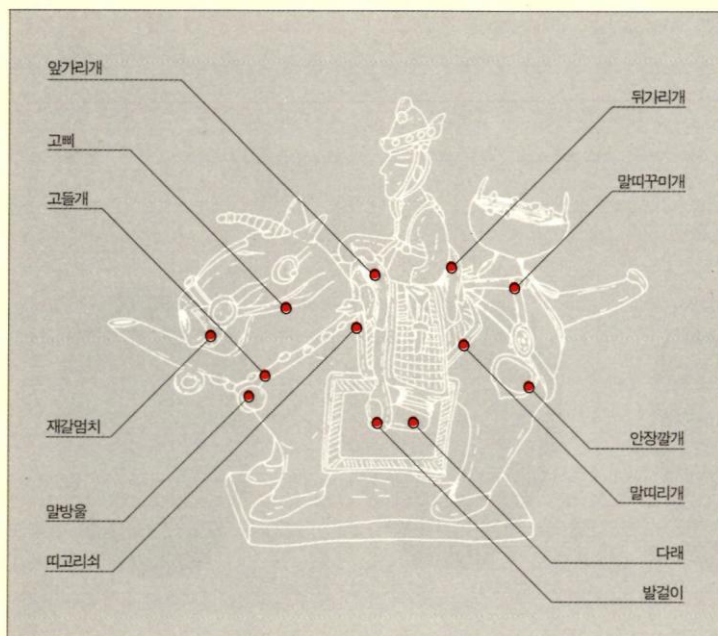 앞가리개
고삐
고들개
재갈멈치
말방울
띠고리쇠
뒤가리개
말띠꾸미개
안장깔개
말띠리개
다래
발걸이